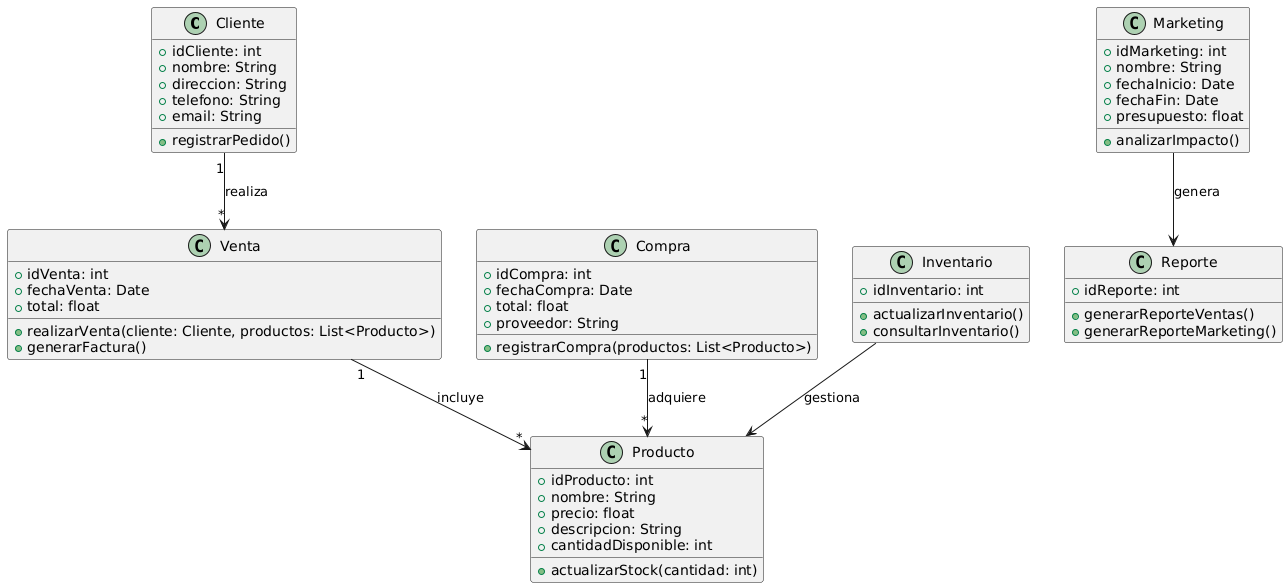 C Cliente
idCliente: int
nombre: String
direccion: String
telefono: String
email: String
registrarPedido()
C Marketing
idMarketing: int
nombre: String
fechaInicio: Date
fechaFin: Date
presupuesto: float
analizarImpacto()
1
realiza
*
genera
C Venta
idVenta: int
fechaVenta: Date
total: float
realizarVenta(cliente: Cliente, productos: List<Producto>)
generarFactura()
C Compra
idCompra: int
fechaCompra: Date
total: float
proveedor: String
registrarCompra(productos: List<Producto>)
C Inventario
idInventario: int
actualizarInventario()
consultarInventario()
C Reporte
idReporte: int
generarReporteVentas()
generarReporteMarketing()
1
incluye
*
1
adquiere
*
gestiona
C Producto
idProducto: int
nombre: String
precio: float
descripcion: String
cantidadDisponible: int
actualizarStock(cantidad: int)